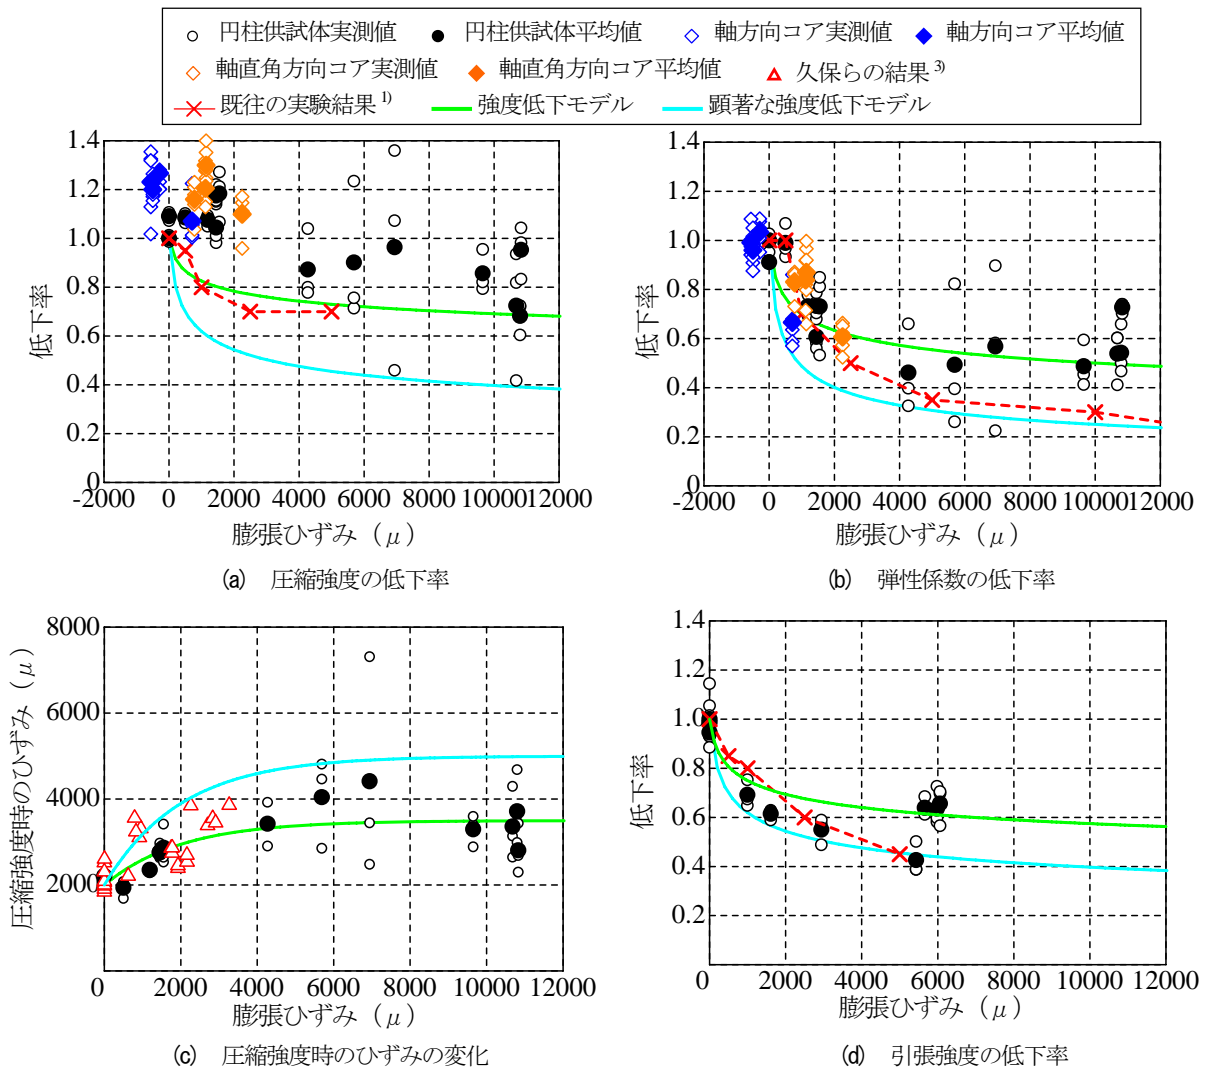 円柱供試体実測値 円柱供試体平均値 軸方向コア実測値 軸方向コア平均値
軸直角方向コア実測値 軸直角方向コア平均値 久保らの結果 3)
既往の実験結果 1) 強度低下モデル 顕著な強度低下モデル
1.4
1.2
1.0
0.8
0.6
0.4
0.2
0
低下率
-2000 0 2000 4000 6000 8000 10000 12000
膨張ひずみ（μ）
(a) 圧縮強度の低下率
1.4
1.2
1.0
0.8
0.6
0.4
0.2
0
低下率
-2000 0 2000 4000 6000 8000 10000 12000
膨張ひずみ（μ）
(b) 弾性係数の低下率
8000
6000
4000
2000
圧縮強度時のひずみ（μ）
0 2000 4000 6000 8000 10000 12000
膨張ひずみ（μ）
(c) 圧縮強度時のひずみの変化
1.4
1.2
1.0
0.8
0.6
0.4
0.2
低下率
0 2000 4000 6000 8000 10000 12000
膨張ひずみ（μ）
(d) 引張強度の低下率